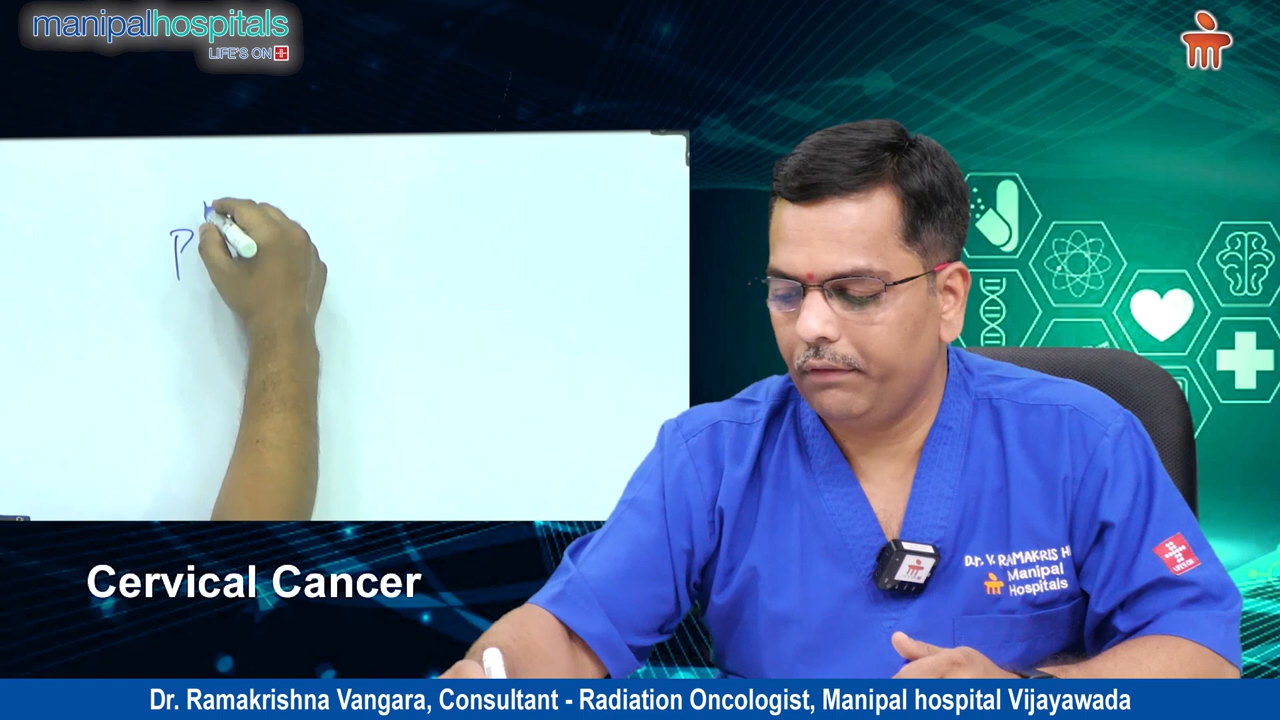 manipalhospitals
LIFE'S ON
P
Cervical Cancer
Dr. V. RAMAKRIS H
Manipal
Hospitals
Dr. Ramakrishna Vangara, Consultant - Radiation Oncologist, Manipal hospital Vijayawada